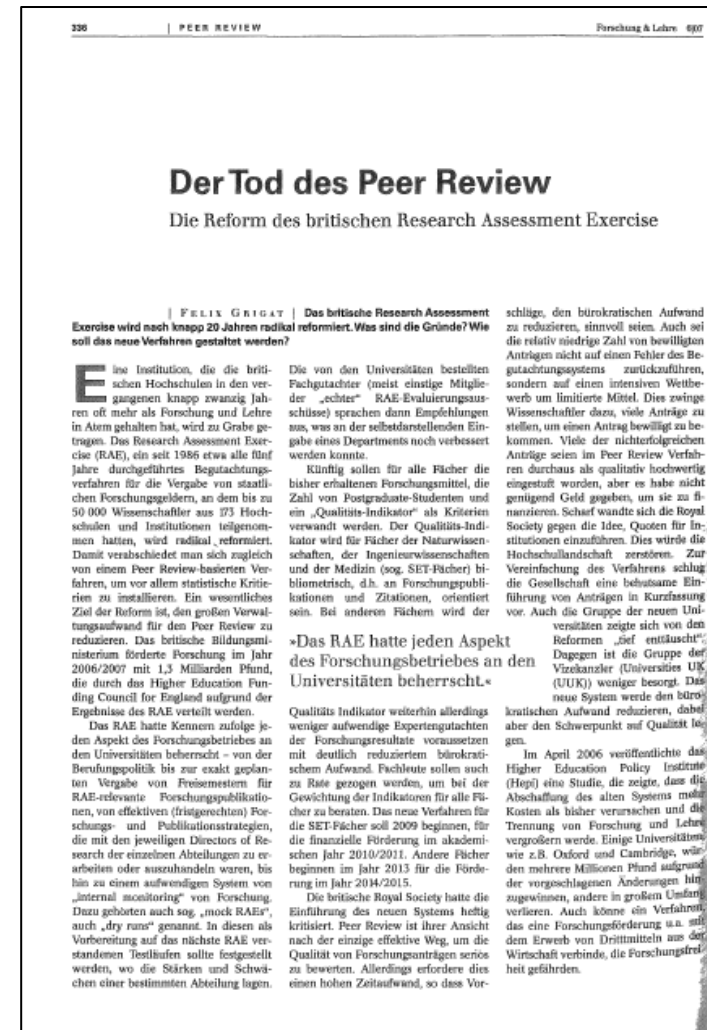 336 | PEER REVIEW Forschung & Lehre 6|07
Der Tod des Peer Review
Die Reform des britischen Research Assessment Exercise
| FELIX GRIGAT | Das britische Research Assessment
Exercise wird nach knapp 20 Jahren radikal reformiert. Was sind die Gründe? Wie
soll das neue Verfahren gestaltet werden?
Eine Institution, die die briti-
schen Hochschulen in den ver-
gangenen knapp zwanzig Jah-
ren oft mehr als Forschung und Lehre
in Atem gehalten hat, wird zu Grabe ge-
tragen. Das Research Assessment Exer-
cise (RAE), ein seit 1986 etwa alle fünf
Jahre durchgeführtes Begutachtungs-
verfahren für die Vergabe von staatli-
chen Forschungsgeldern, an dem bis zu
50 000 Wissenschaftler aus 173 Hoch-
schulen und Institutionen teilgenom-
men hatten, wird radikal reformiert.
Damit verabschiedet man sich zugleich
von einem Peer Review-basierten Ver-
fahren, um vor allem statistische Krite-
rien zu installieren. Ein wesentliches
Ziel der Reform ist, den großen Verwal-
tungsaufwand für den Peer Review zu
reduzieren. Das britische Bildungsmi-
nisterium förderte Forschung im Jahr
2006/2007 mit 1,3 Milliarden Pfund,
die durch das Higher Education Fun-
ding Council for England aufgrund der
Ergebnisse des RAE verteilt werden.
Das RAE hatte Kennern zufolge je-
den Aspekt des Forschungsbetriebes an
den Universitäten beherrscht – von der
Berufungspolitik bis zur exakt geplan-
ten Vergabe von Freisemestern für
RAE-relevante Forschungspublikatio-
nen, von effektiven (fristgerechten) For-
schungs- und Publikationsstrategien,
die mit den jeweiligen Directors of Re-
search der einzelnen Abteilungen zu er-
arbeiten oder auszuhandeln waren, bis
hin zu einem aufwendigen System von
„internal monitoring" von Forschung.
Dazu gehörten auch sog. „mock RAEs",
auch „dry runs" genannt. In diesen als
Vorbereitung auf das nächste RAE ver-
standenen Testläufen sollte festgestellt
werden, wo die Stärken und Schwä-
chen einer bestimmten Abteilung lagen.
Die von den Universitäten bestellten
Fachgutachter (meist einstige Mitglie-
der „echter" RAE-Evaluierungsaus-
schüsse) sprachen dann Empfehlungen
aus, was an der selbstdarstellenden Ein-
gabe eines Departments noch verbessert
werden konnte.
Künftig sollen für alle Fächer die
bisher erhaltenen Forschungsmittel, die
Zahl von Postgraduate-Studenten und
ein „Qualitäts-Indikator" als Kriterien
verwandt werden. Der Qualitäts-Indi-
kator wird für Fächer der Naturwissen-
schaften, der Ingenieurwissenschaften
und der Medizin (sog. SET-Fächer) bi-
bliometrisch, d.h. an Forschungspubli-
kationen und Zitationen, orientiert
sein. Bei anderen Fächern wird der
»Das RAE hatte jeden Aspekt
des Forschungsbetriebes an den
Universitäten beherrscht.«
Qualitäts Indikator weiterhin allerdings
weniger aufwendige Expertengutachten
der Forschungsresultate voraussetzen
mit deutlich reduziertem bürokrati-
schem Aufwand. Fachleute sollen auch
zu Rate gezogen werden, um bei der
Gewichtung der Indikatoren für alle Fä-
cher zu beraten. Das neue Verfahren für
die SET-Fächer soll 2009 beginnen, für
die finanzielle Förderung im akademi-
schen Jahr 2010/2011. Andere Fächer
beginnen im Jahr 2013 für die Förde-
rung im Jahr 2014/2015.
Die britische Royal Society hatte die
Einführung des neuen Systems heftig
kritisiert. Peer Review ist ihrer Ansicht
nach der einzige effektive Weg, um die
Qualität von Forschungsanträgen seriös
zu bewerten. Allerdings erfordere dies
einen hohen Zeitaufwand, so dass Vor-
schläge, den bürokratischen Aufwand
zu reduzieren, sinnvoll seien. Auch sei
die relativ niedrige Zahl von bewilligten
Anträgen nicht auf einen Fehler des Be-
gutachtungssystems zurückzuführen,
sondern auf einen intensiven Wettbe-
werb um limitierte Mittel. Dies zwinge
Wissenschaftler dazu, viele Anträge zu
stellen, um einen Antrag bewilligt zu be-
kommen. Viele der nichterfolgreichen
Anträge seien im Peer Review Verfah-
ren durchaus als qualitativ hochwertig
eingestuft worden, aber es habe nicht
genügend Geld gegeben, um sie zu fi-
nanzieren. Scharf wandte sich die Royal
Society gegen die Idee, Quoten für In-
stitutionen einzuführen. Dies würde die
Hochschullandschaft zerstören. Zur
Vereinfachung des Verfahrens schlug
die Gesellschaft eine behutsame Ein-
führung von Anträgen in Kurzfassung
vor. Auch die Gruppe der neuen Uni-
versitäten zeigte sich von den
Reformen „tief enttäuscht".
Dagegen ist die Gruppe der
Vizekanzler (Universities UK
(UUK)) weniger besorgt. Das
neue System werde den büro-
kratischen Aufwand reduzieren, dabei
aber den Schwerpunkt auf Qualität le-
gen.
Im April 2006 veröffentlichte das
Higher Education Policy Institute
(Hepi) eine Studie, die zeigte, dass die
Abschaffung des alten Systems mehr
Kosten als bisher verursachen und die
Trennung von Forschung und Lehre
vergrößern werde. Einige Universitäten,
wie z.B. Oxford und Cambridge, wür-
den mehrere Millionen Pfund aufgrund
der vorgeschlagenen Änderungen hin-
zugewinnen, andere in großem Umfang
verlieren. Auch könne ein Verfahren,
das eine Forschungsförderung u.a. mit
dem Erwerb von Drittmitteln aus der
Wirtschaft verbinde, die Forschungsfrei-
heit gefährden.